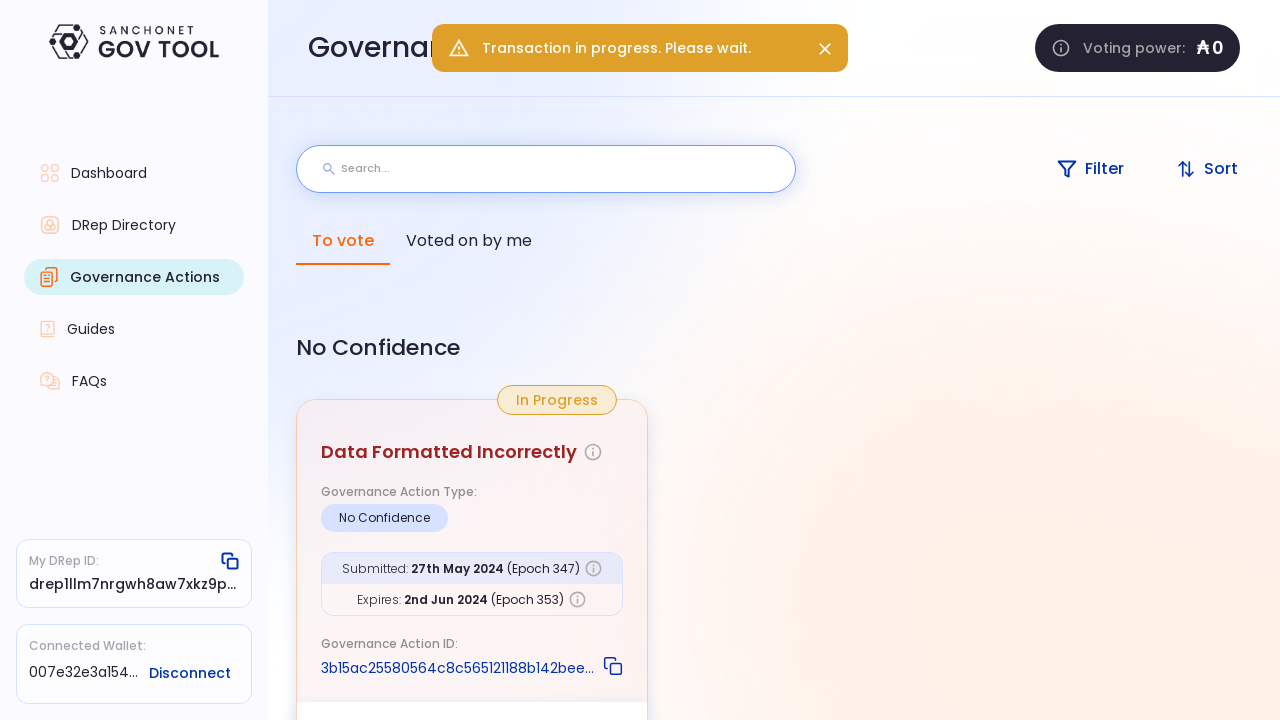 SANCHONET
GOV TOOL
Dashboard
DRep Directory
Governance Actions
Guides
FAQs
My DRep ID:
drep1llm7nrgwh8aw7xkz9p...
Connected Wallet:
007e32e3a154...
Disconnect
Transaction in progress. Please wait.
Voting power: ₳0
Search...
Filter
Sort
To vote
Voted on by me
No Confidence
In Progress
Data Formatted Incorrectly
Governance Action Type:
No Confidence
Submitted: 27th May 2024 (Epoch 347)
Expires: 2nd Jun 2024 (Epoch 353)
Governance Action ID:
3b15ac25580564c8c565121188b142bee...